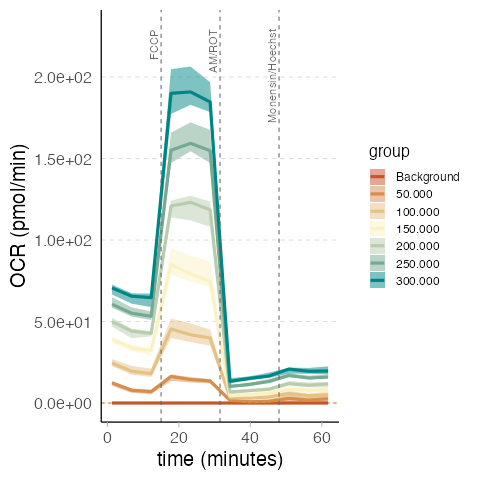 FCCP
AM/ROT
Monensin/Hoechst
2.0e+02
1.5e+02
1.0e+02
5.0e+01
0.0e+00
OCR (pmol/min)
0
20
40
60
time (minutes)
group
Background
50.000
100.000
150.000
200.000
250.000
300.000